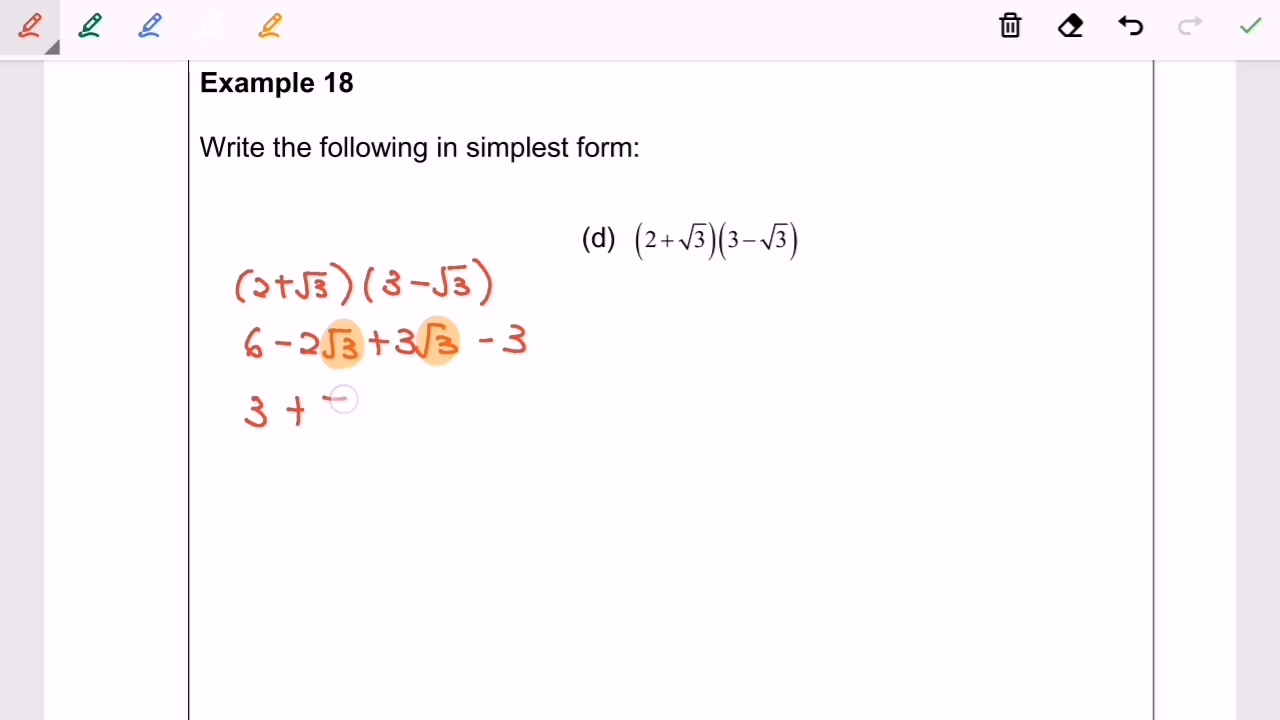 Example 18
Write the following in simplest form:
(d) (2+√3)(3−√3)
(2+√3)(3−√3)
6−2√3+3√3−3
3+